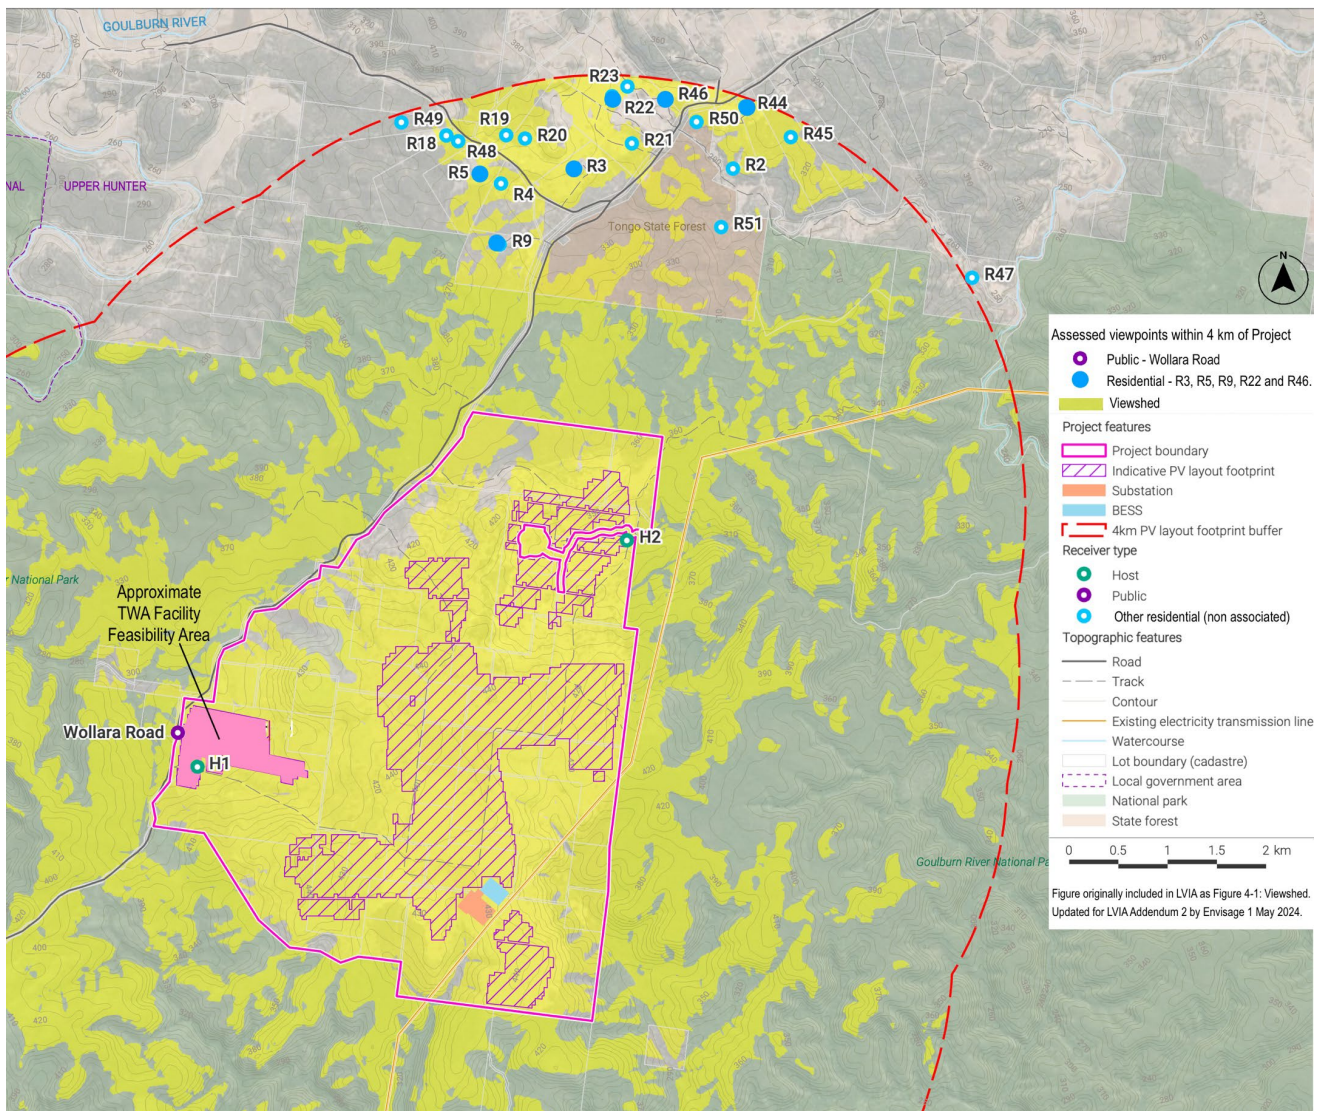 GOULBURN RIVER
NAL
UPPER HUNTER
R23
R22
R46
R44
R49
R19
R20
R50
R45
R18
R48
R21
R5
R3
R2
R4
Tongo State Forest
R51
R9
R47
N
H2
r National Park
Approximate
TWA Facility
Feasibility Area
Wollara Road
H1
Goulburn River National Pa
Assessed viewpoints within 4 km of Project
Public - Wollara Road
Residential - R3, R5, R9, R22 and R46.
Viewshed
Project features
Project boundary
Indicative PV layout footprint
Substation
BESS
4km PV layout footprint buffer
Receiver type
Host
Public
Other residential (non associated)
Topographic features
Road
Track
Contour
Existing electricity transmission line
Watercourse
Lot boundary (cadastre)
Local government area
National park
State forest
0 0.5 1 1.5 2 km
Figure originally included in LVIA as Figure 4-1: Viewshed.
Updated for LVIA Addendum 2 by Envisage 1 May 2024.